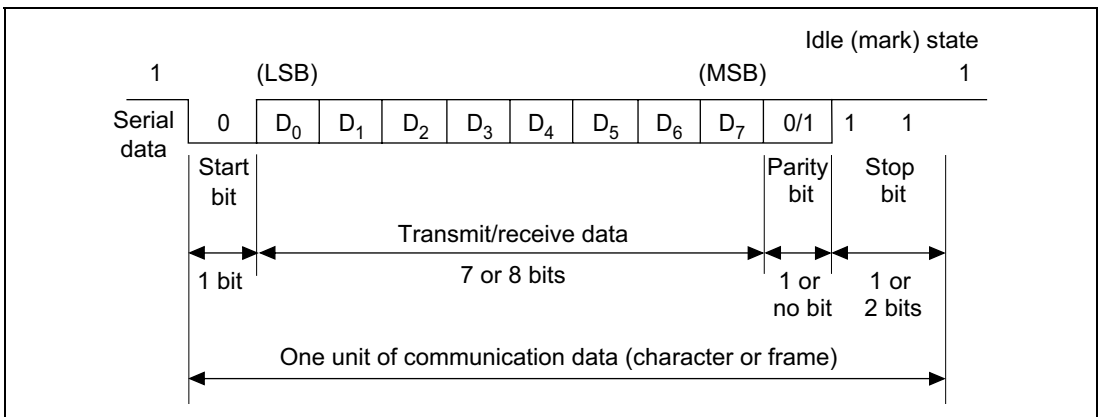 Idle (mark) state
1 (LSB) (MSB) 1
Serial data
0 D0 D1 D2 D3 D4 D5 D6 D7 0/1 1 1
Start bit
Parity bit
Stop bit
Transmit/receive data
1 bit
7 or 8 bits
1 or no bit
1 or 2 bits
One unit of communication data (character or frame)